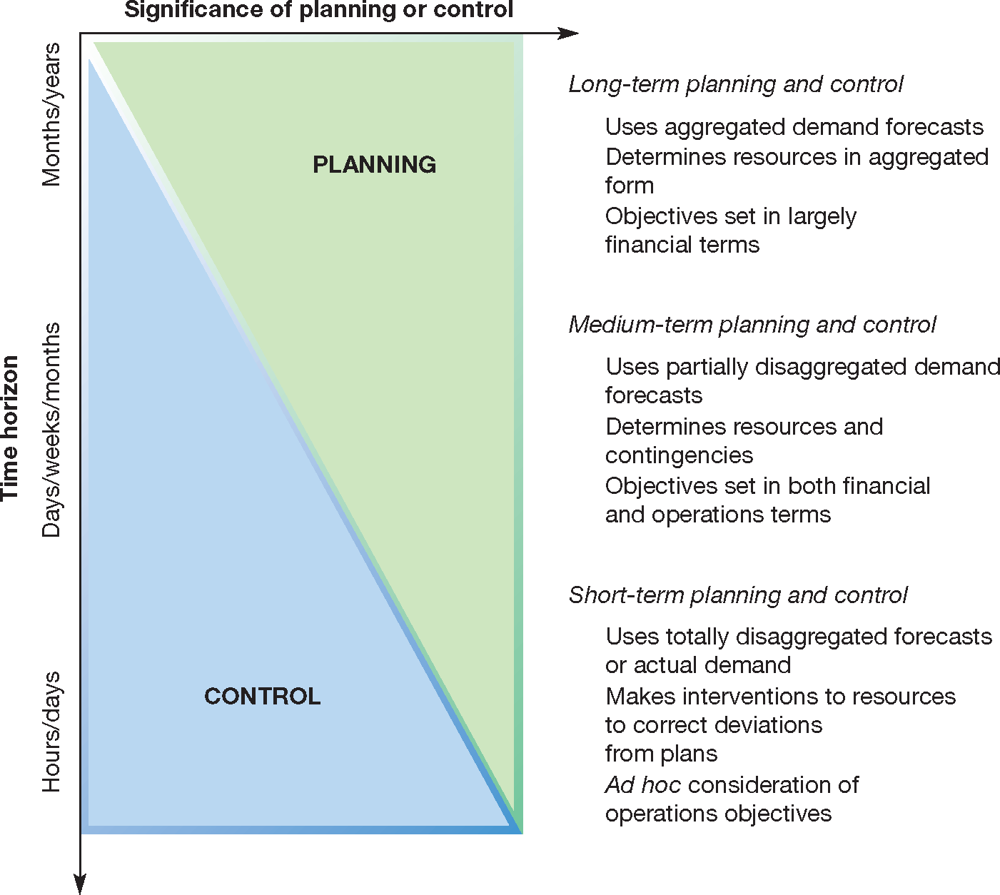 Significance of planning or control
Time horizon
Months/years
Days/weeks/months
Hours/days
PLANNING
CONTROL
Long-term planning and control
Uses aggregated demand forecasts
Determines resources in aggregated
form
Objectives set in largely
financial terms
Medium-term planning and control
Uses partially disaggregated demand
forecasts
Determines resources and
contingencies
Objectives set in both financial
and operations terms
Short-term planning and control
Uses totally disaggregated forecasts
or actual demand
Makes interventions to resources
to correct deviations
from plans
Ad hoc consideration of
operations objectives